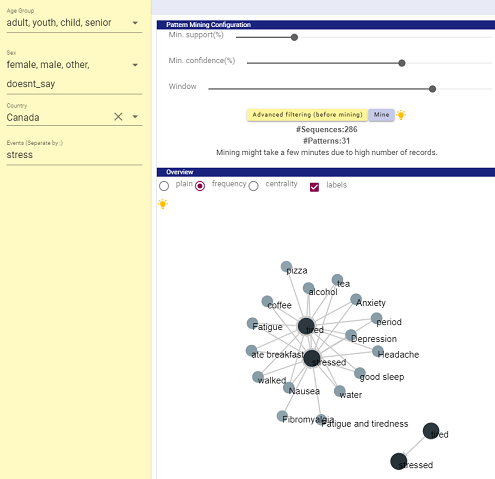 Age Group
adult, youth, child, senior
Sex
female, male, other,
doesnt_say
Country
Canada
Events (Separate by ;)
stress
Pattern Mining Configuration
Min. support(%)
Min. confidence(%)
Window
Advanced filtering (before mining) Mine
#Sequences:286
#Patterns:31
Mining might take a few minutes due to high number of records.
Overview
plain frequency centrality labels
pizza
tea
alcohol
coffee
Anxiety
period
Fatigue
tired
Depression
ate breakfast
stressed
Headache
walked
good sleep
Nausea
water
Fibromyalgia
Fatigue and tiredness
tired
stressed